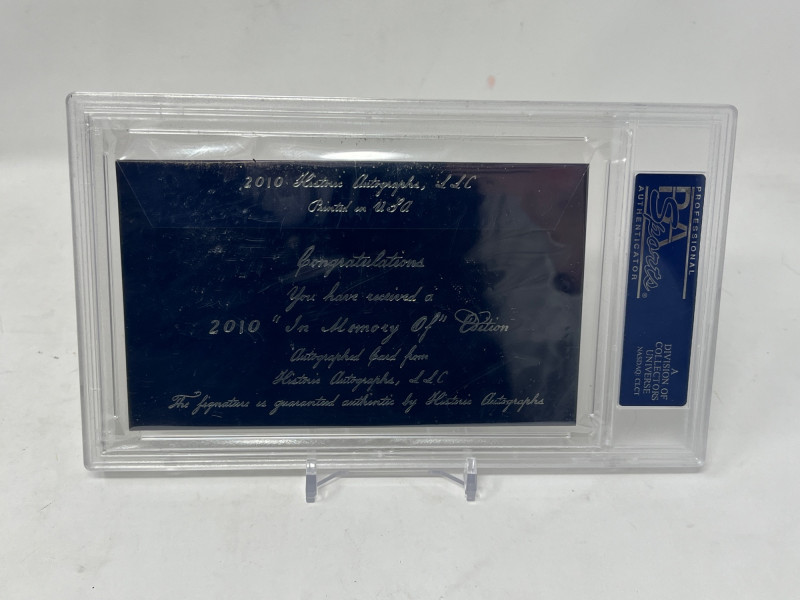 2010 Historic Autographs, LLC
Printed in USA
Congratulations
You have received a
2010 "In Memory Of" Edition
Autographed Card from
Historic Autographs, LLC
The signature is guaranteed authentic by Historic Autographs
PSA
Sports®
PROFESSIONAL
AUTHENTICATOR
A
DIVISION OF
COLLECTORS
UNIVERSE
NASDAQ: CLCT